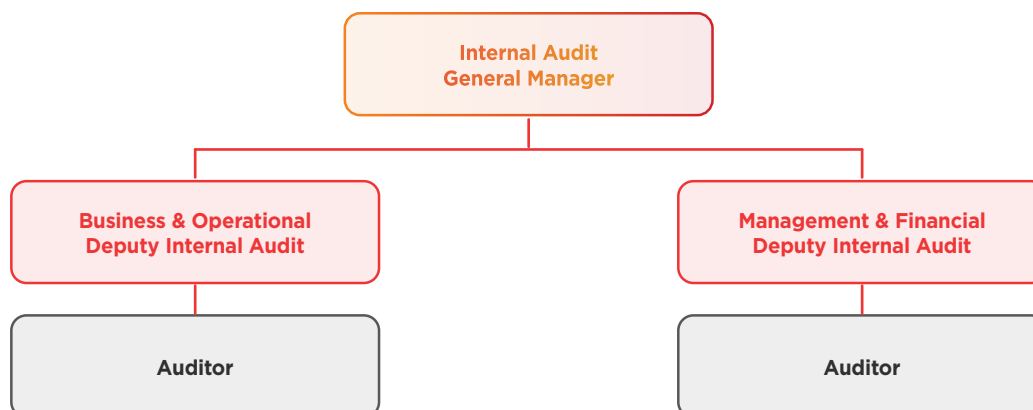 Internal Audit
General Manager
Business & Operational
Deputy Internal Audit
Management & Financial
Deputy Internal Audit
Auditor
Auditor